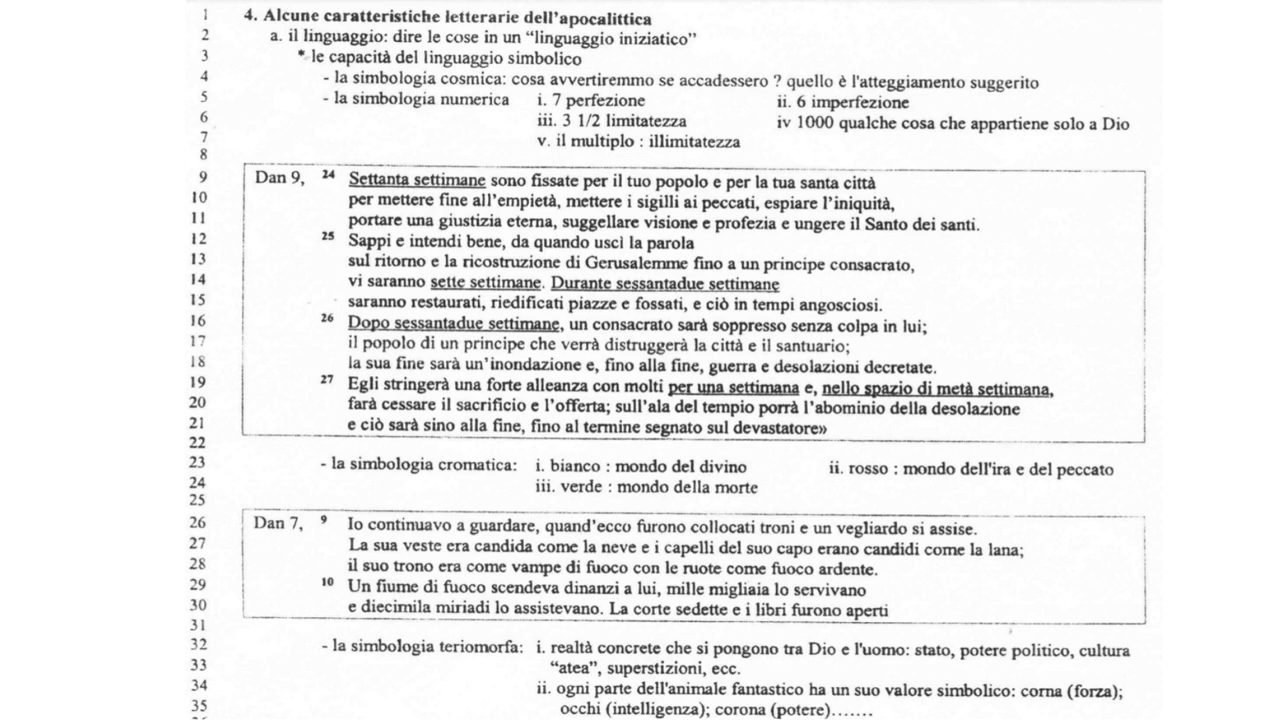 1 4. Alcune caratteristiche letterarie dell'apocalittica
2 a. il linguaggio: dire le cose in un "linguaggio iniziatico"
3 * le capacità del linguaggio simbolico
4 - la simbologia cosmica: cosa avvertiremmo se accadessero ? quello è l'atteggiamento suggerito
5 - la simbologia numerica i. 7 perfezione ii. 6 imperfezione
6 iii. 3 1/2 limitatezza iv 1000 qualche cosa che appartiene solo a Dio
7 v. il multiplo : illimitatezza
8
9 Dan 9, 24 Settanta settimane sono fissate per il tuo popolo e per la tua santa città
10 per mettere fine all'empietà, mettere i sigilli ai peccati, espiare l'iniquità,
11 portare una giustizia eterna, suggellare visione e profezia e ungere il Santo dei santi.
12 25 Sappi e intendi bene, da quando uscì la parola
13 sul ritorno e la ricostruzione di Gerusalemme fino a un principe consacrato,
14 vi saranno sette settimane. Durante sessantadue settimane
15 saranno restaurati, riedificati piazze e fossati, e ciò in tempi angosciosi.
16 26 Dopo sessantadue settimane, un consacrato sarà soppresso senza colpa in lui;
17 il popolo di un principe che verrà distruggerà la città e il santuario;
18 la sua fine sarà un'inondazione e, fino alla fine, guerra e desolazioni decretate.
19 27 Egli stringerà una forte alleanza con molti per una settimana e, nello spazio di metà settimana,
20 farà cessare il sacrificio e l'offerta; sull'ala del tempio porrà l'abominio della desolazione
21 e ciò sarà sino alla fine, fino al termine segnato sul devastatore»
22
23 - la simbologia cromatica: i. bianco : mondo del divino ii. rosso : mondo dell'ira e del peccato
24 iii. verde : mondo della morte
25
26 Dan 7, 9 Io continuavo a guardare, quand'ecco furono collocati troni e un vegliardo si assise.
27 La sua veste era candida come la neve e i capelli del suo capo erano candidi come la lana;
28 il suo trono era come vampe di fuoco con le ruote come fuoco ardente.
29 10 Un fiume di fuoco scendeva dinanzi a lui, mille migliaia lo servivano
30 e diecimila miriadi lo assistevano. La corte sedette e i libri furono aperti
31
32 - la simbologia teriomorfa: i. realtà concrete che si pongono tra Dio e l'uomo: stato, potere politico, cultura
33 "atea", superstizioni, ecc.
34 ii. ogni parte dell'animale fantastico ha un suo valore simbolico: corna (forza);
35 occhi (intelligenza); corona (potere).......